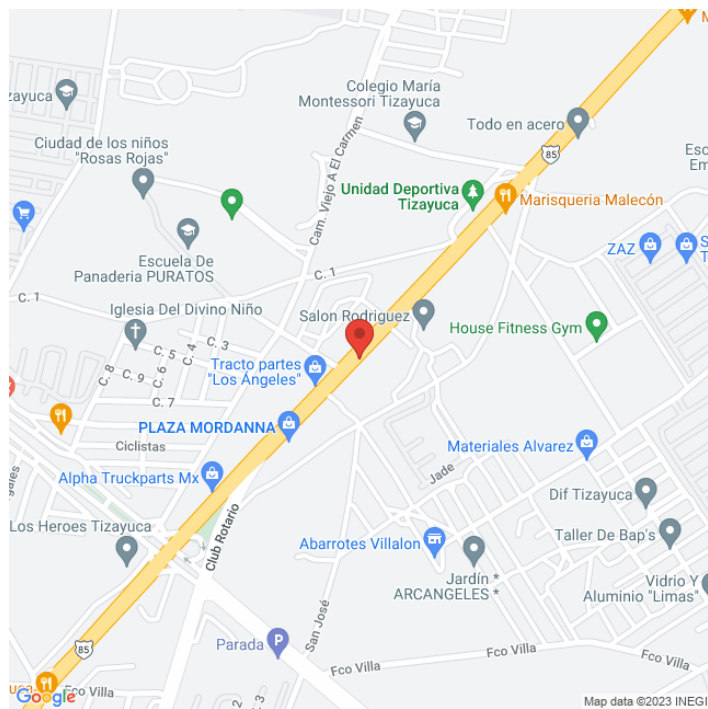 M
Colegio María
Montessori Tizayuca
zayuca
Todo en acero
Ciudad de los niños
"Rosas Rojas"
85
Esc
Em
Cam. Viejo A El Carmen
Unidad Deportiva
Tizayuca
Marisquería Malecón
Escuela De
Panaderia PURATOS
ZAZ
S
T
C. 1
C. 1
Iglesia Del Divino Niño
Salon Rodriguez
House Fitness Gym
C. 3
C. 5
C. 4
C. 6
C. 8
C. 9
Tracto partes
"Los Ángeles"
C. 7
PLAZA MORDANNA
Ciclistas
Materiales Alvarez
Jade
Alpha Truckparts Mx
Dif Tizayuca
Los Heroes Tizayuca
Club Rotario
Taller De Bap's
Abarrotes Villalon
Jardín *
ARCANGELES *
Vidrio Y
Aluminio "Limas"
San José
Parada
85
Fco Villa
Fco Villa
Fco Villa
C. 2
C. 3
Google
Map data ©2023 INEGI